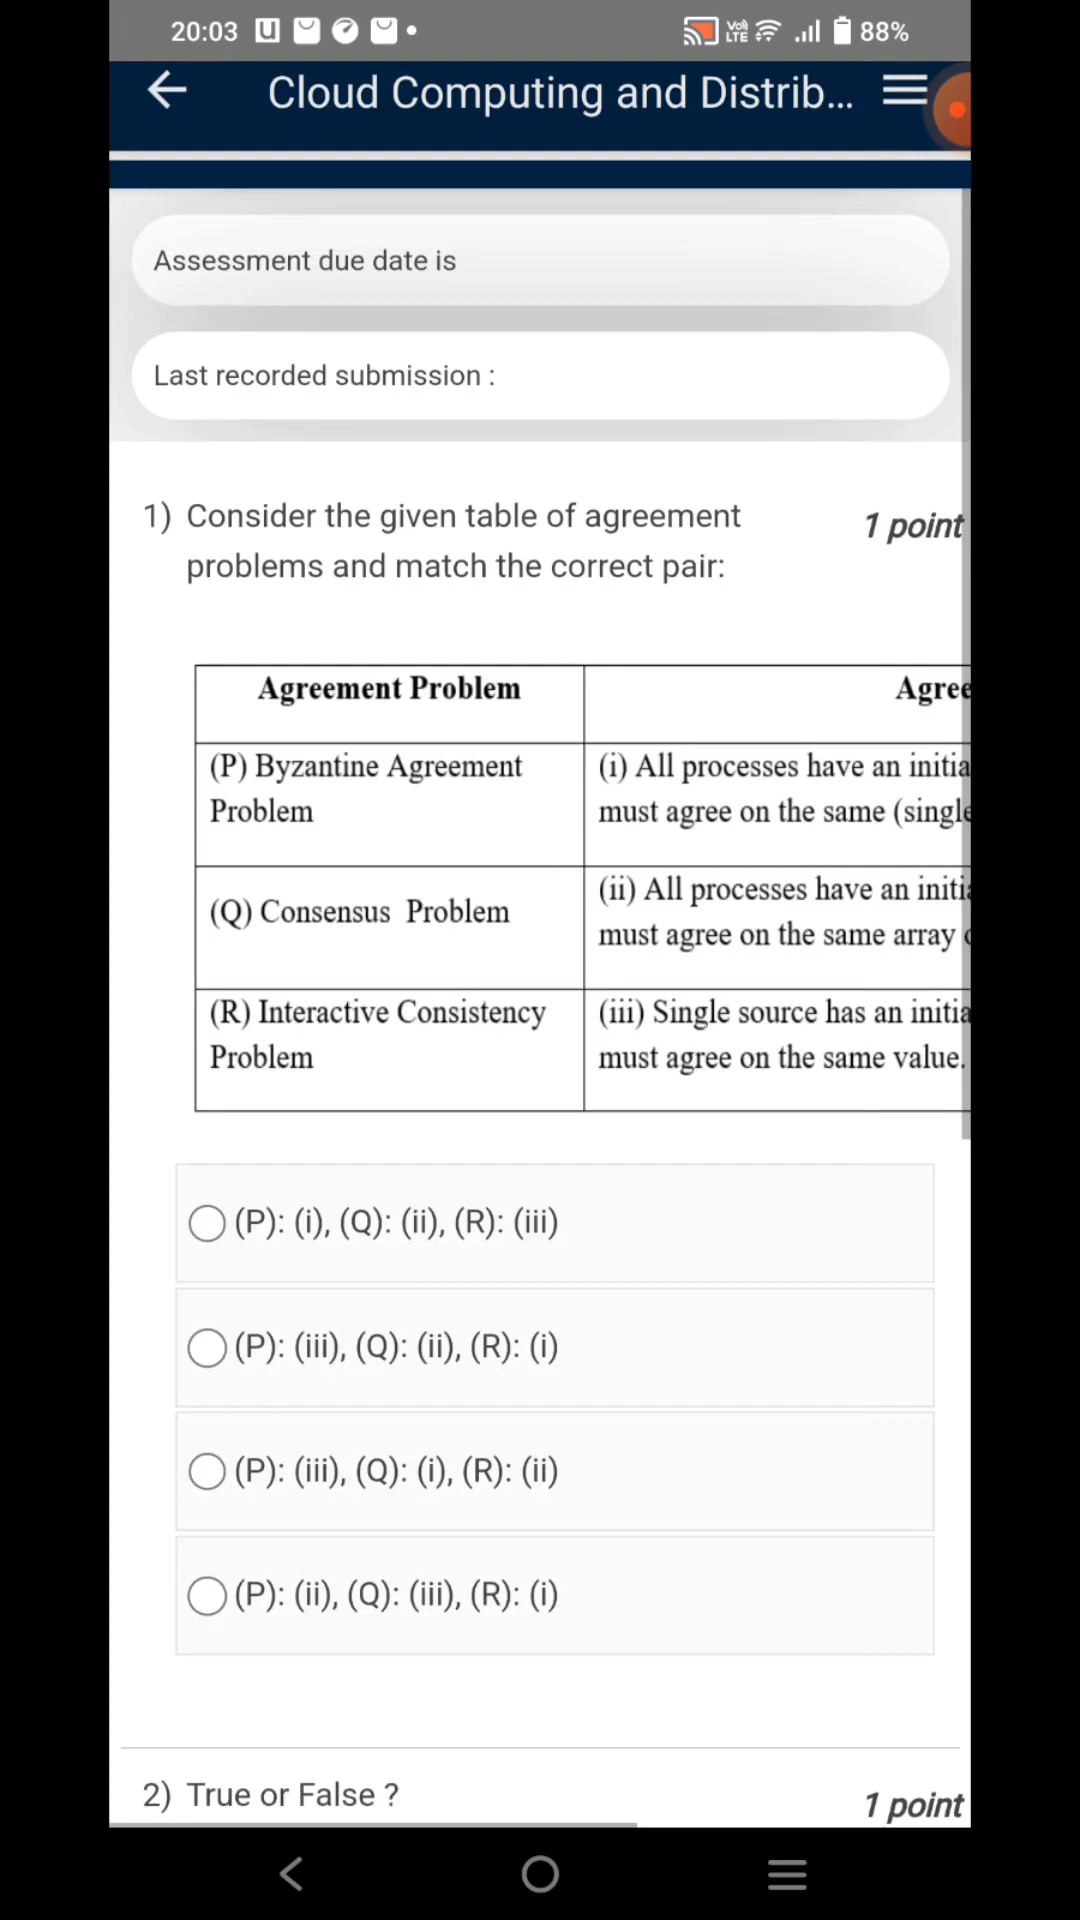 20:03
88%
Cloud Computing and Distrib...
Assessment due date is
Last recorded submission :
1) Consider the given table of agreement
problems and match the correct pair:
1 point
Agreement Problem
Agree
(P) Byzantine Agreement
Problem
(i) All processes have an initia
must agree on the same (single
(Q) Consensus Problem
(ii) All processes have an initia
must agree on the same array
(R) Interactive Consistency
Problem
(iii) Single source has an initia
must agree on the same value.
(P): (i), (Q): (ii), (R): (iii)
(P): (iii), (Q): (ii), (R): (i)
(P): (iii), (Q): (i), (R): (ii)
(P): (ii), (Q): (iii), (R): (i)
2) True or False ?
1 point